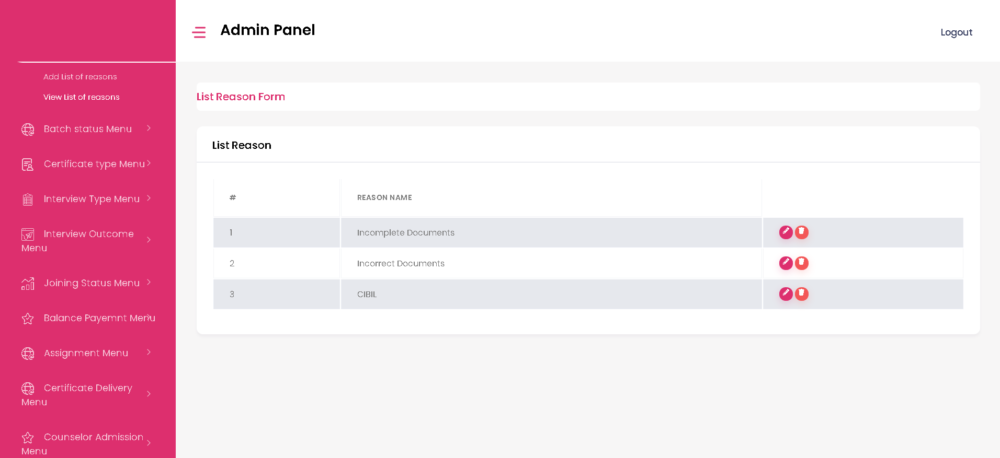 Admin Panel
Logout
Add List of reasons
View List of reasons
Batch status Menu
Certificate type Menu
Interview Type Menu
Interview Outcome
Menu
Joining Status Menu
Balance Payemnt Menu
Assignment Menu
Certificate Delivery
Menu
Counselor Admission
Menu
List Reason Form
List Reason
# REASON NAME
1 Incomplete Documents
2 Incorrect Documents
3 CIBIL